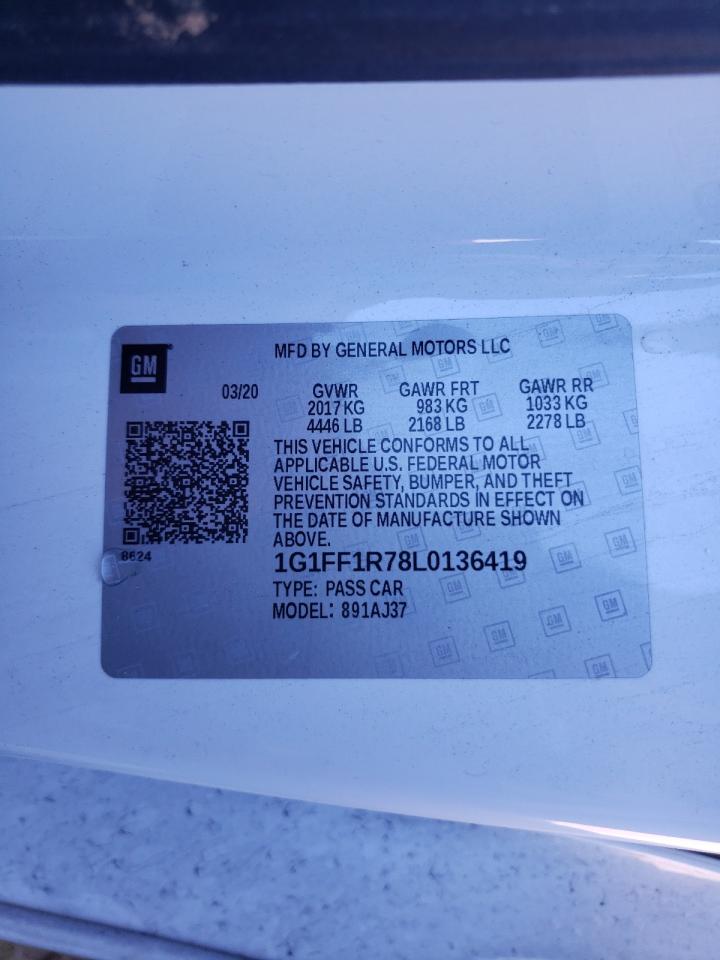 GM
MFD BY GENERAL MOTORS LLC
03/20
GVWR GAWR FRT GAWR RR
2017 KG 983 KG 1033 KG
4446 LB 2168 LB 2278 LB
THIS VEHICLE CONFORMS TO ALL
APPLICABLE U.S. FEDERAL MOTOR
VEHICLE SAFETY, BUMPER, AND THEFT
PREVENTION STANDARDS IN EFFECT ON
THE DATE OF MANUFACTURE SHOWN
ABOVE.
8624
1G1FF1R78L0136419
TYPE: PASS CAR
MODEL: 891AJ37